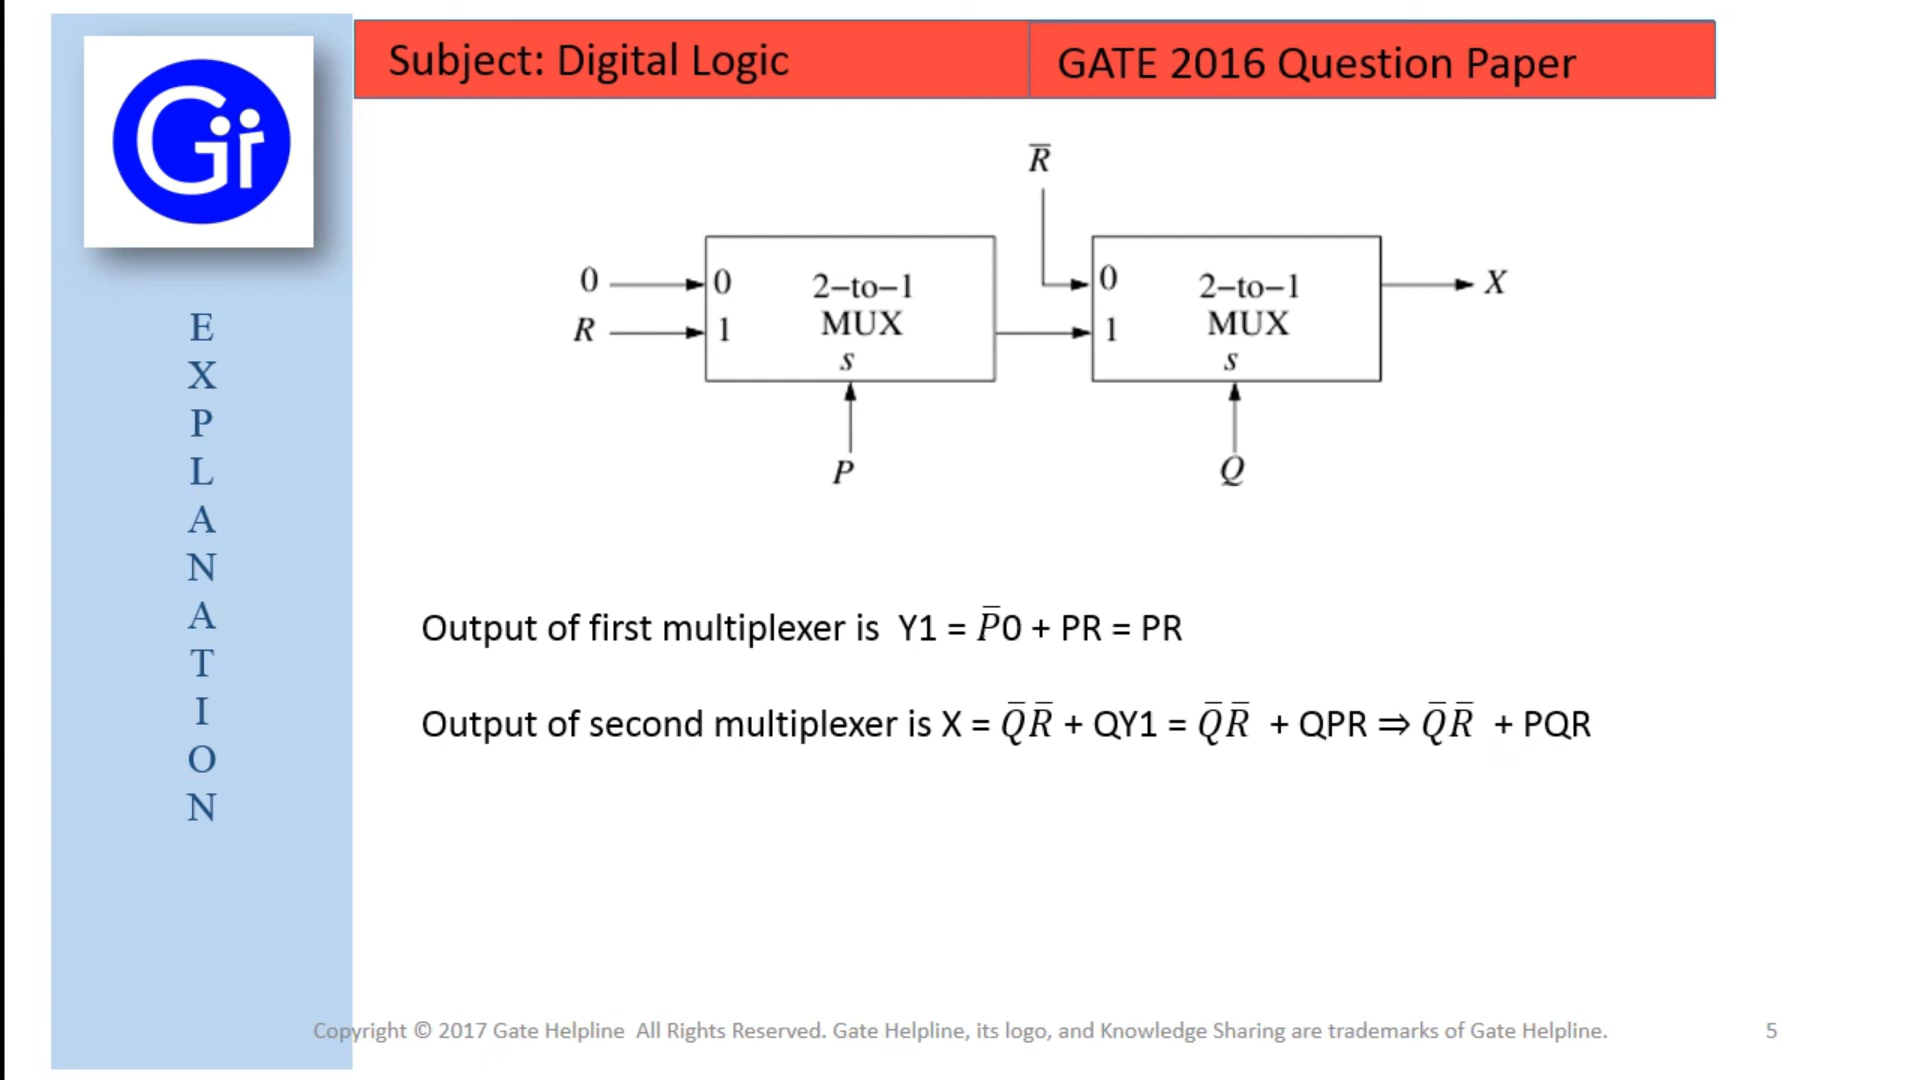 Subject: Digital Logic
GATE 2016 Question Paper
Gr
E
X
P
L
A
N
A
T
I
O
N
R̅
0 0 2–to–1 0 2–to–1 X
R 1 MUX 1 MUX
s s
P Q
Output of first multiplexer is Y1 = P̅0 + PR = PR
Output of second multiplexer is X = Q̅R̅ + QY1 = Q̅R̅ + QPR ⇒ Q̅R̅ + PQR
Copyright © 2017 Gate Helpline All Rights Reserved. Gate Helpline, its logo, and Knowledge Sharing are trademarks of Gate Helpline.
5